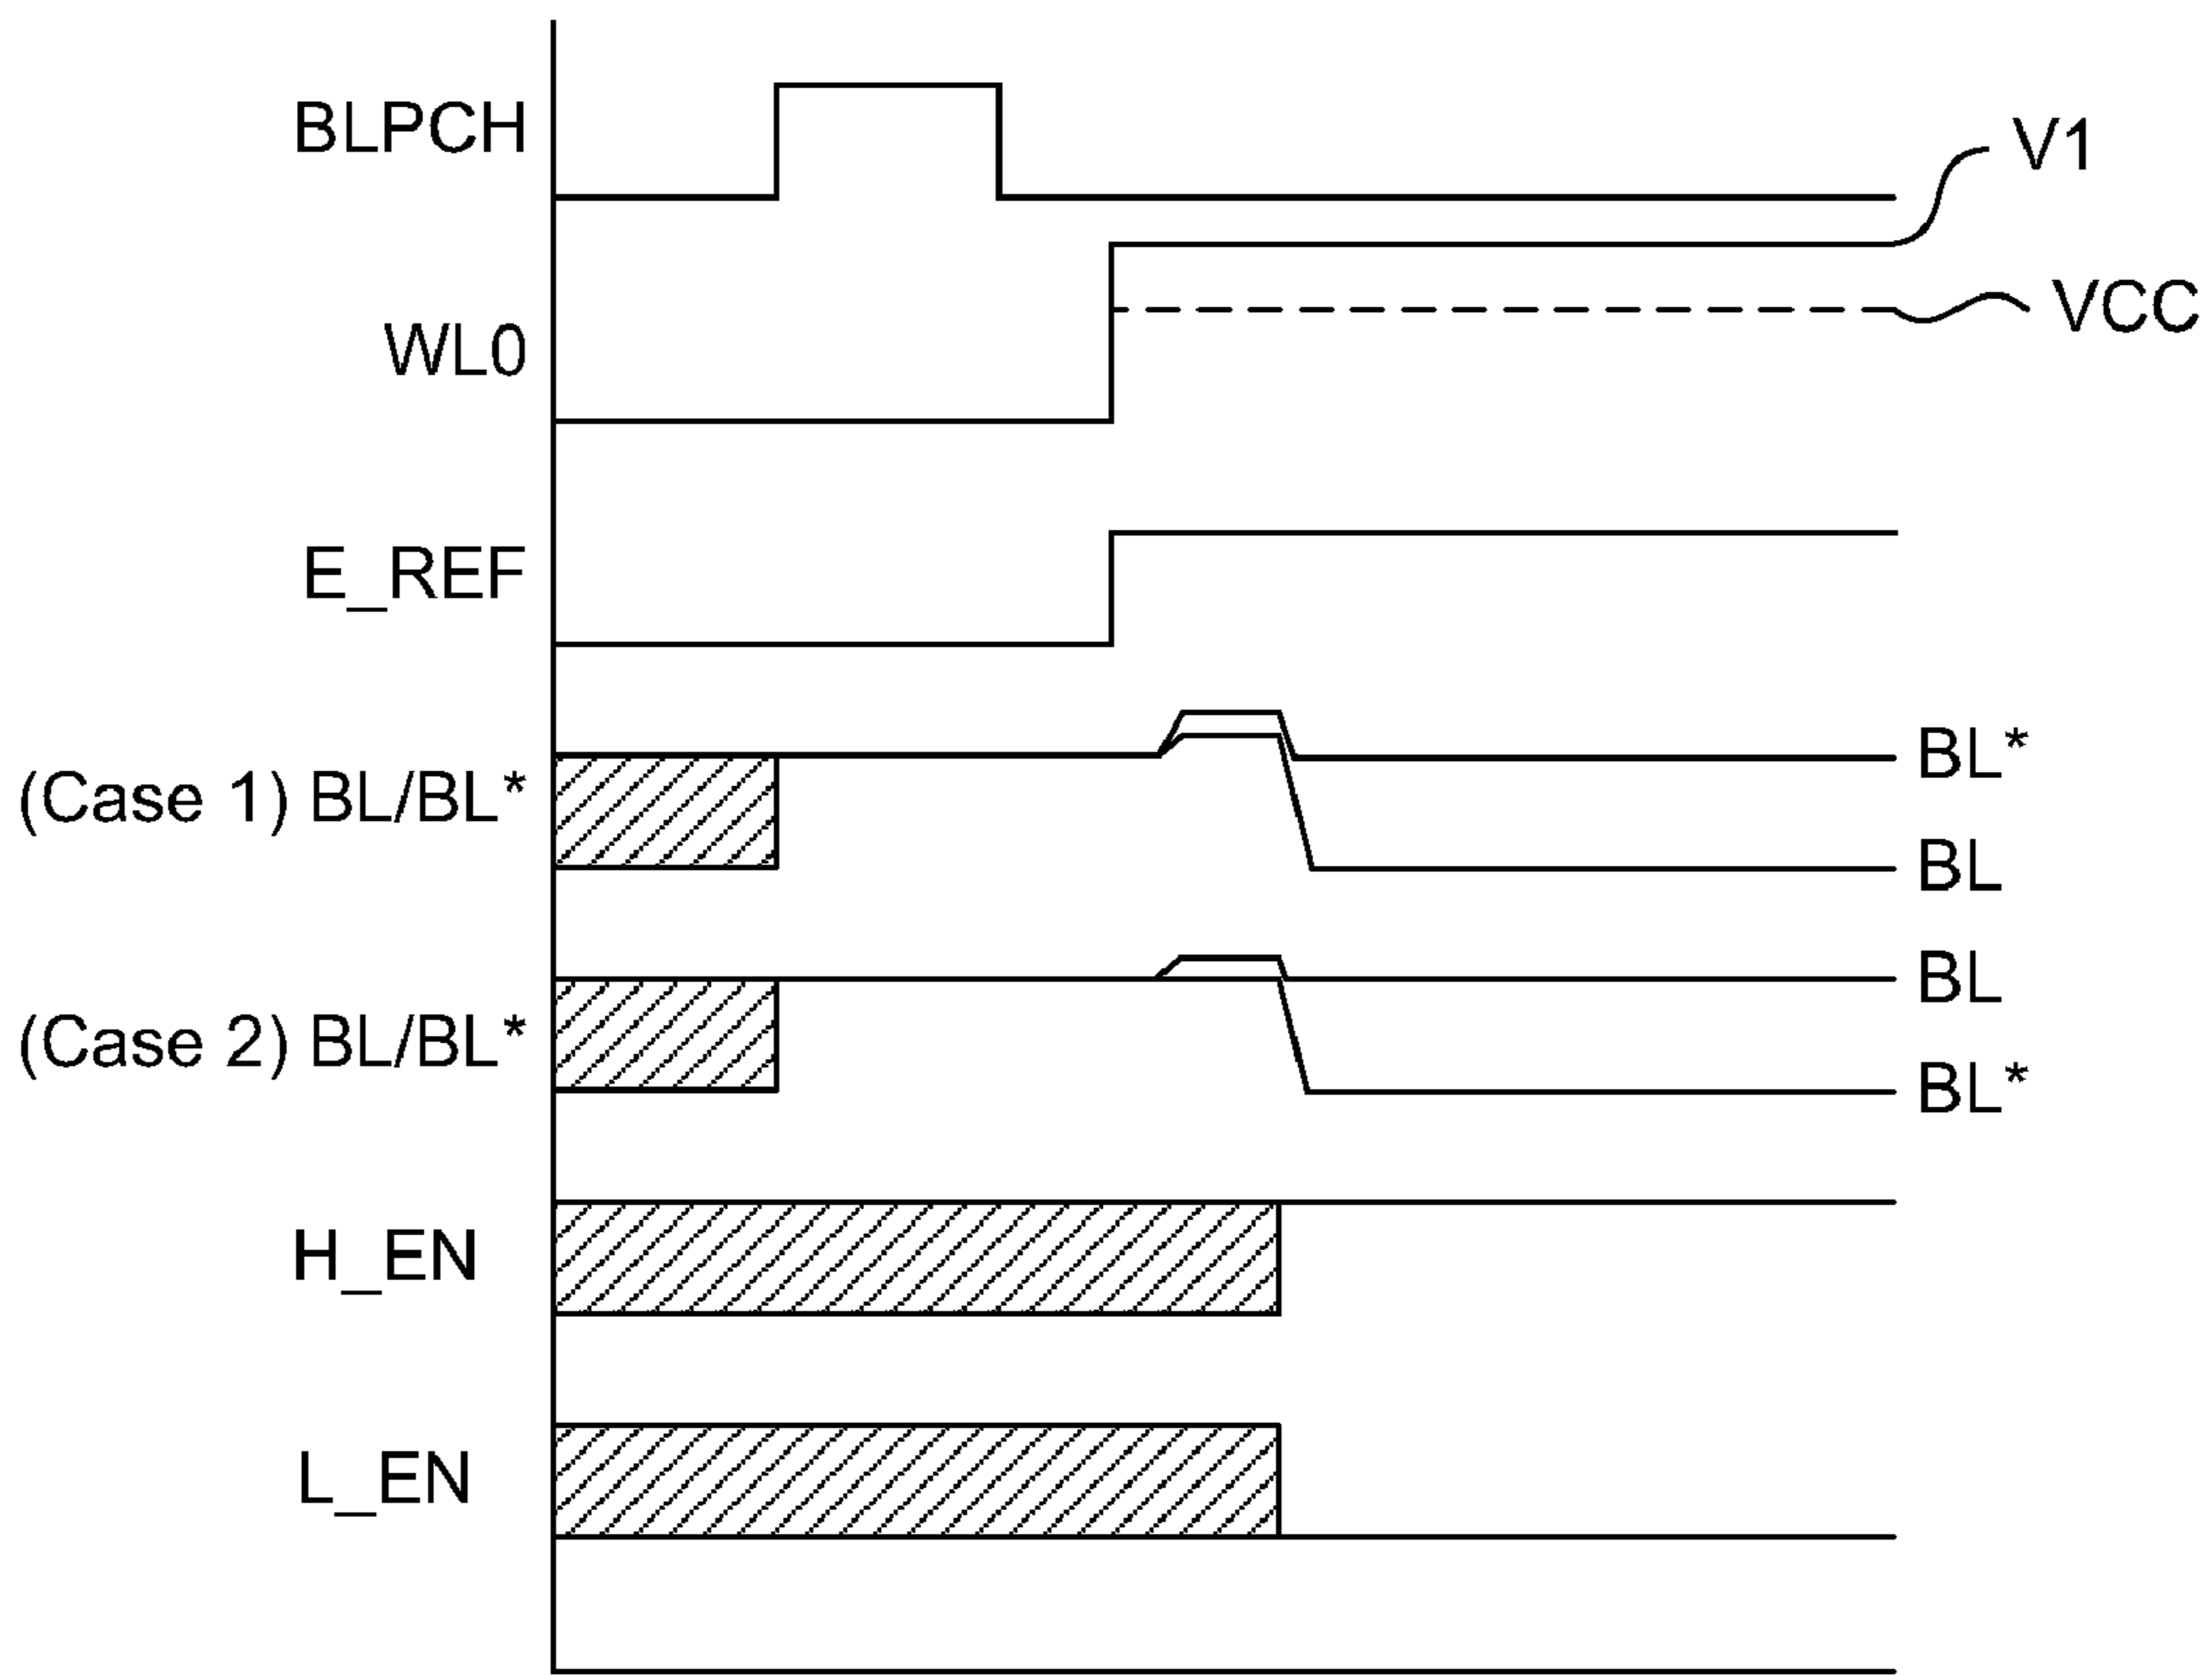 BLPCH
V1
VCC
WL0
E_REF
(Case 1) BL/BL*
BL*
BL
(Case 2) BL/BL*
BL
BL*
H_EN
L_EN